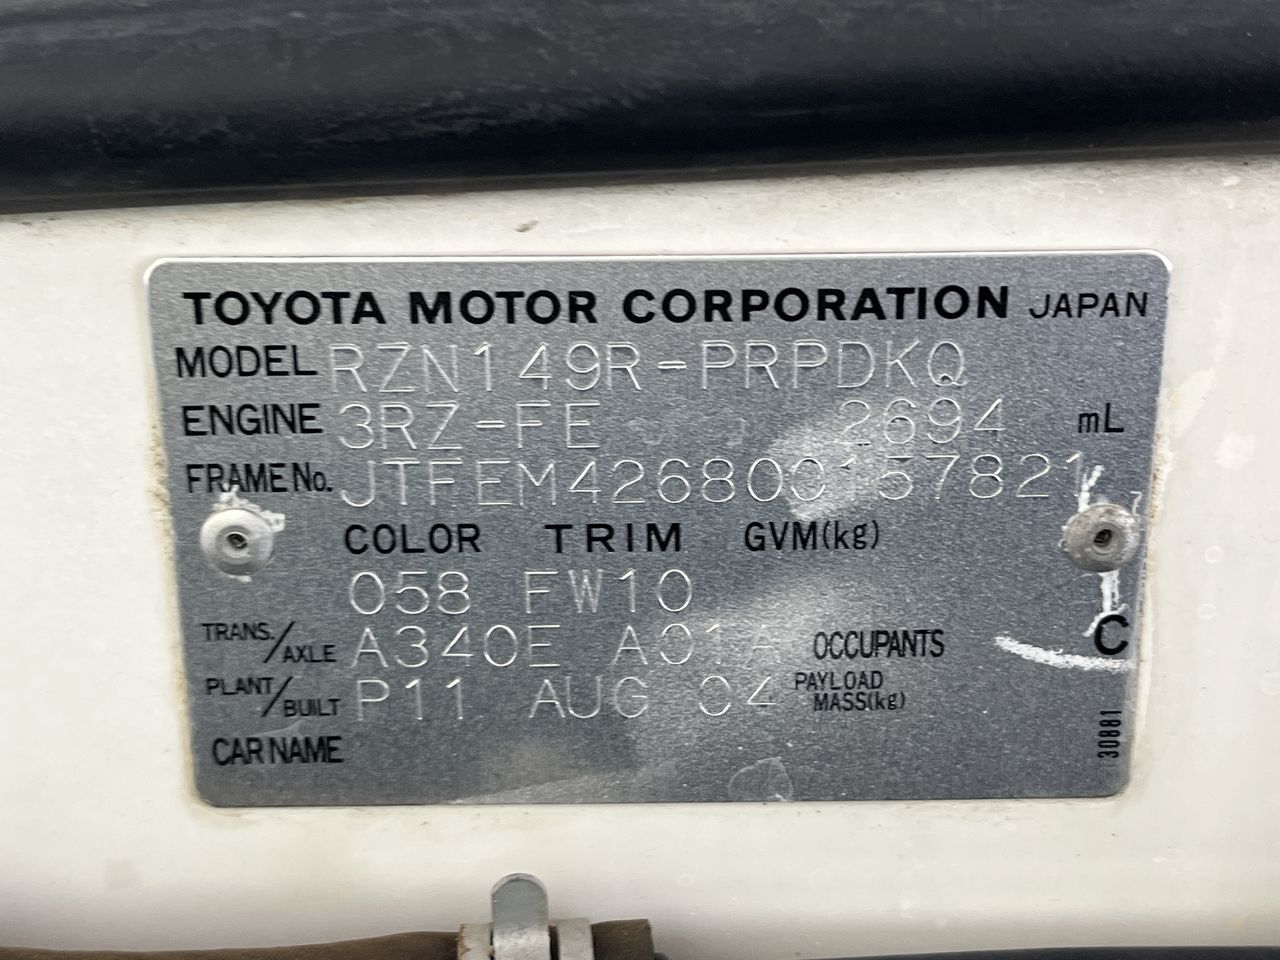 TOYOTA MOTOR CORPORATION JAPAN
MODEL RZN149R-PRPDKQ
ENGINE 3RZ-FE 2694 mL
FRAME No. JTFEM426800157821
COLOR TRIM GVM(kg)
058 FW10
TRANS./AXLE A340E A01A OCCUPANTS C
PLANT/BUILT P11 AUG 04 PAYLOAD MASS(kg)
CAR NAME
30881